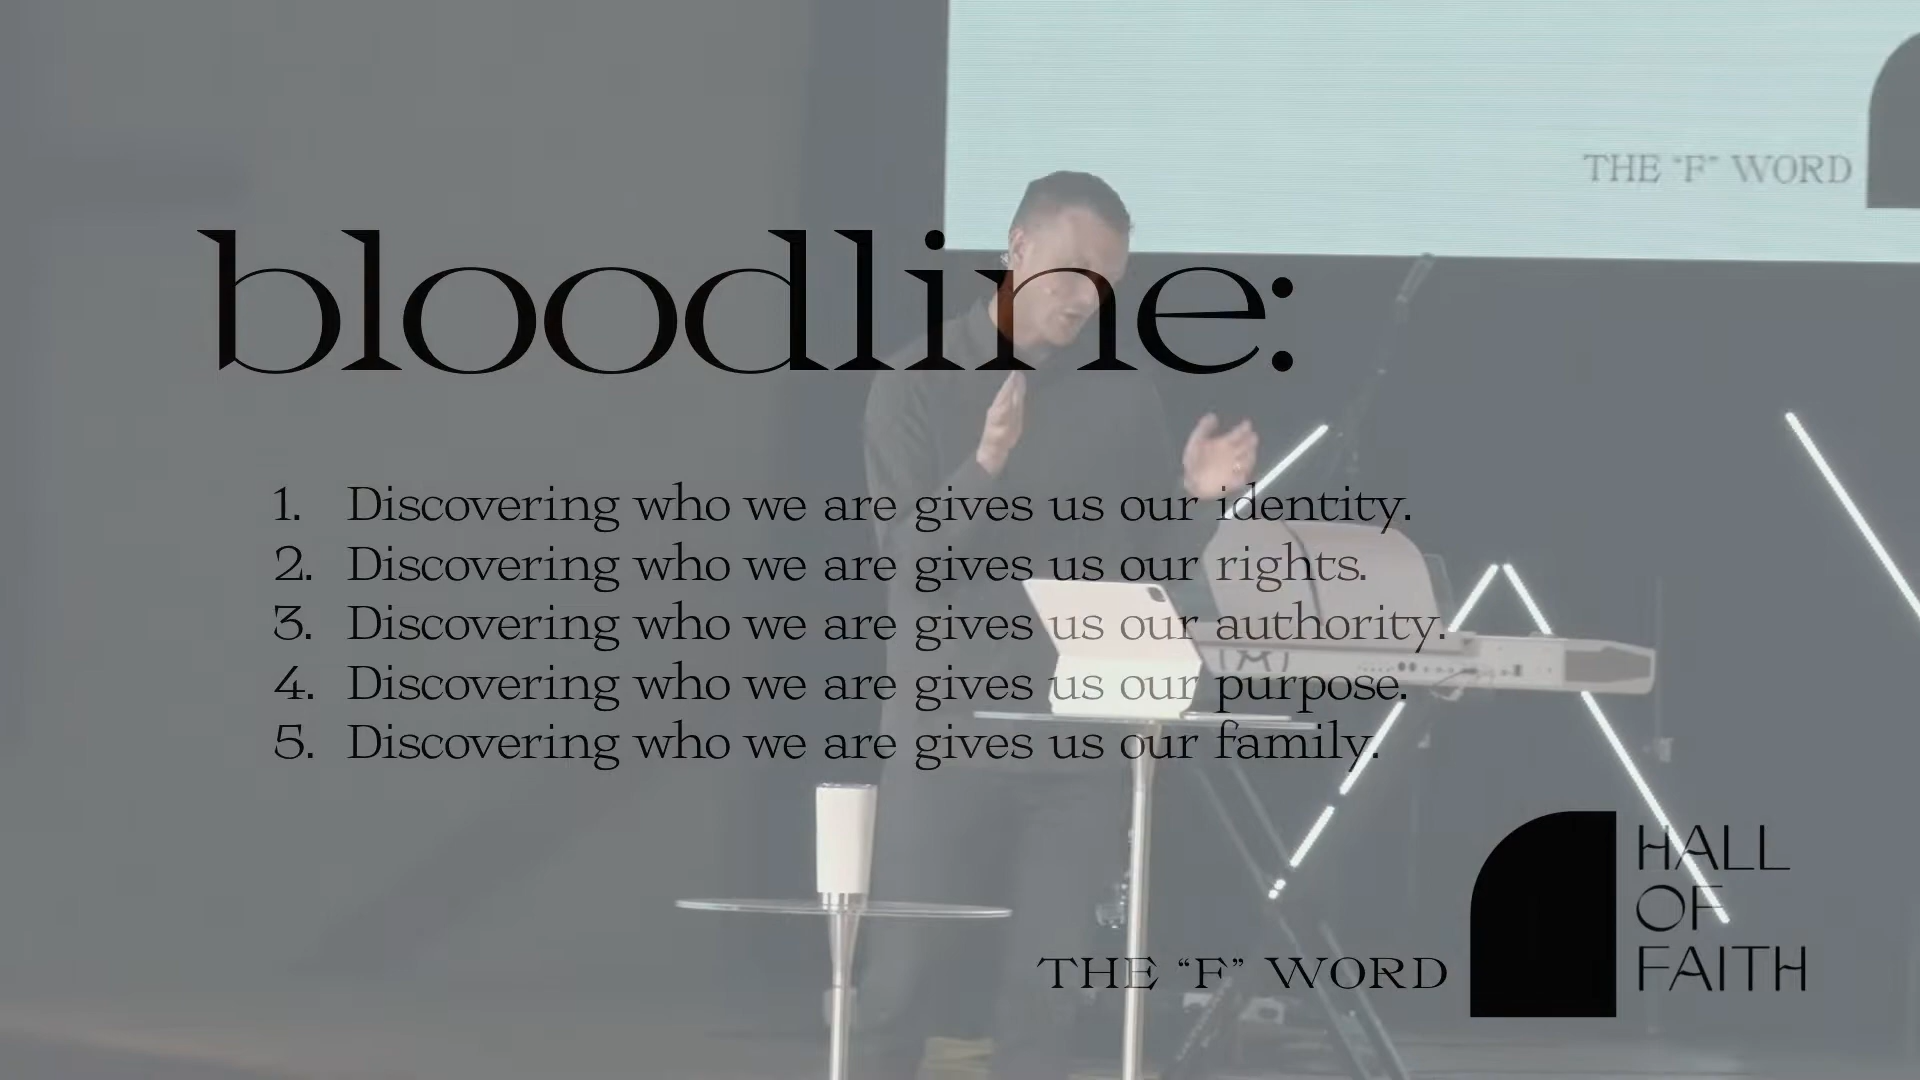 THE “F” WORD
bloodline:
1. Discovering who we are gives us our identity.
2. Discovering who we are gives us our rights.
3. Discovering who we are gives us our authority.
4. Discovering who we are gives us our purpose.
5. Discovering who we are gives us our family.
THE “F” WORD
HALL
OF
FAITH